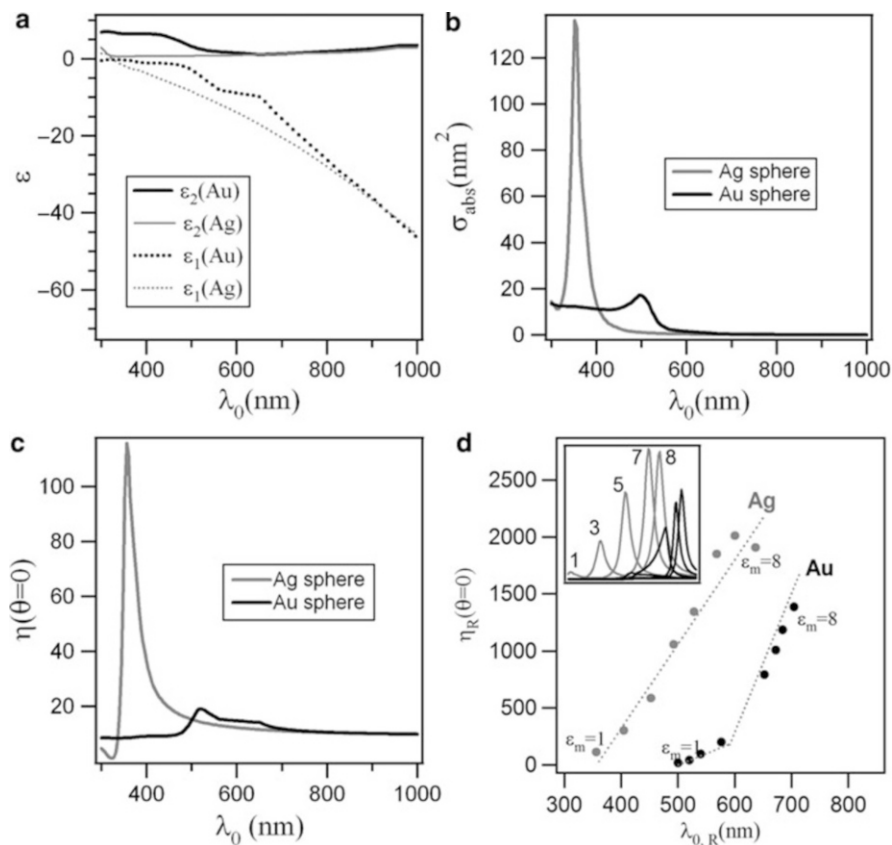 a
ε
0
−20
−40
−60
ε₂(Au)
ε₂(Ag)
ε₁(Au)
ε₁(Ag)
400
600
800
1000
λ₀(nm)
b
σabs(nm²)
120
100
80
60
40
20
0
Ag sphere
Au sphere
400
600
800
1000
λ₀(nm)
c
η(θ=0)
100
80
60
40
20
Ag sphere
Au sphere
400
600
800
1000
λ₀ (nm)
d
ηR(θ=0)
2500
2000
1500
1000
500
0
1
3
5
7
8
Ag
εm=8
Au
εm=8
εm=1
εm=1
300
400
500
600
700
800
λ0, R(nm)